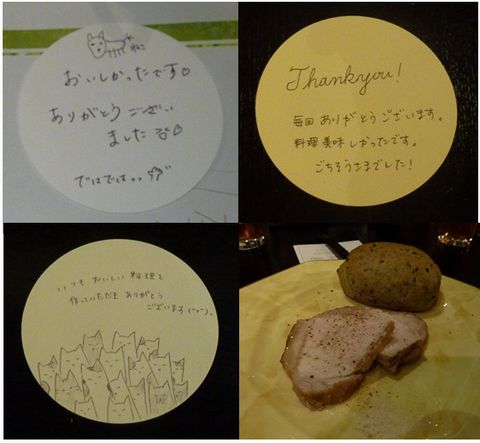 ねこ
おいしかったです
ありがとうござい
ました
ではでは
Thankyou!
毎回ありがとうございます。
料理美味しかったです。
ごちそうさまでした!
いつもおいしい料理を
作っていただきありがとう
ございます(^o^)。